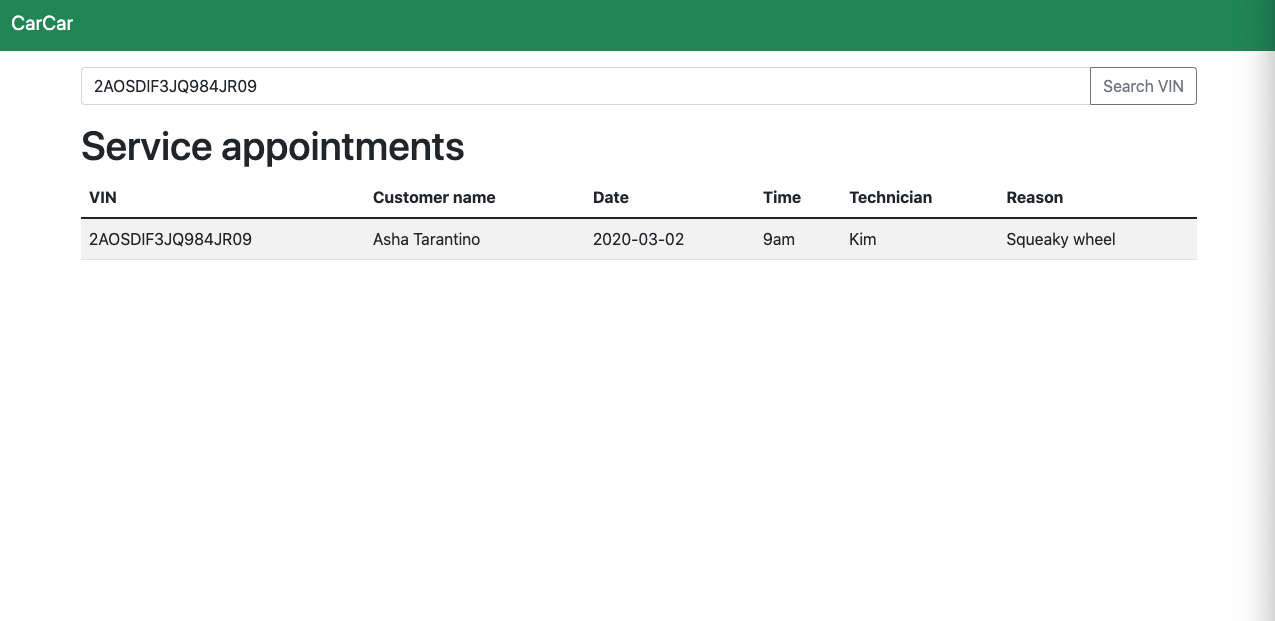 CarCar
2AOSDIF3JQ984JR09 Search VIN
Service appointments
VIN Customer name Date Time Technician Reason
2AOSDIF3JQ984JR09 Asha Tarantino 2020-03-02 9am Kim Squeaky wheel